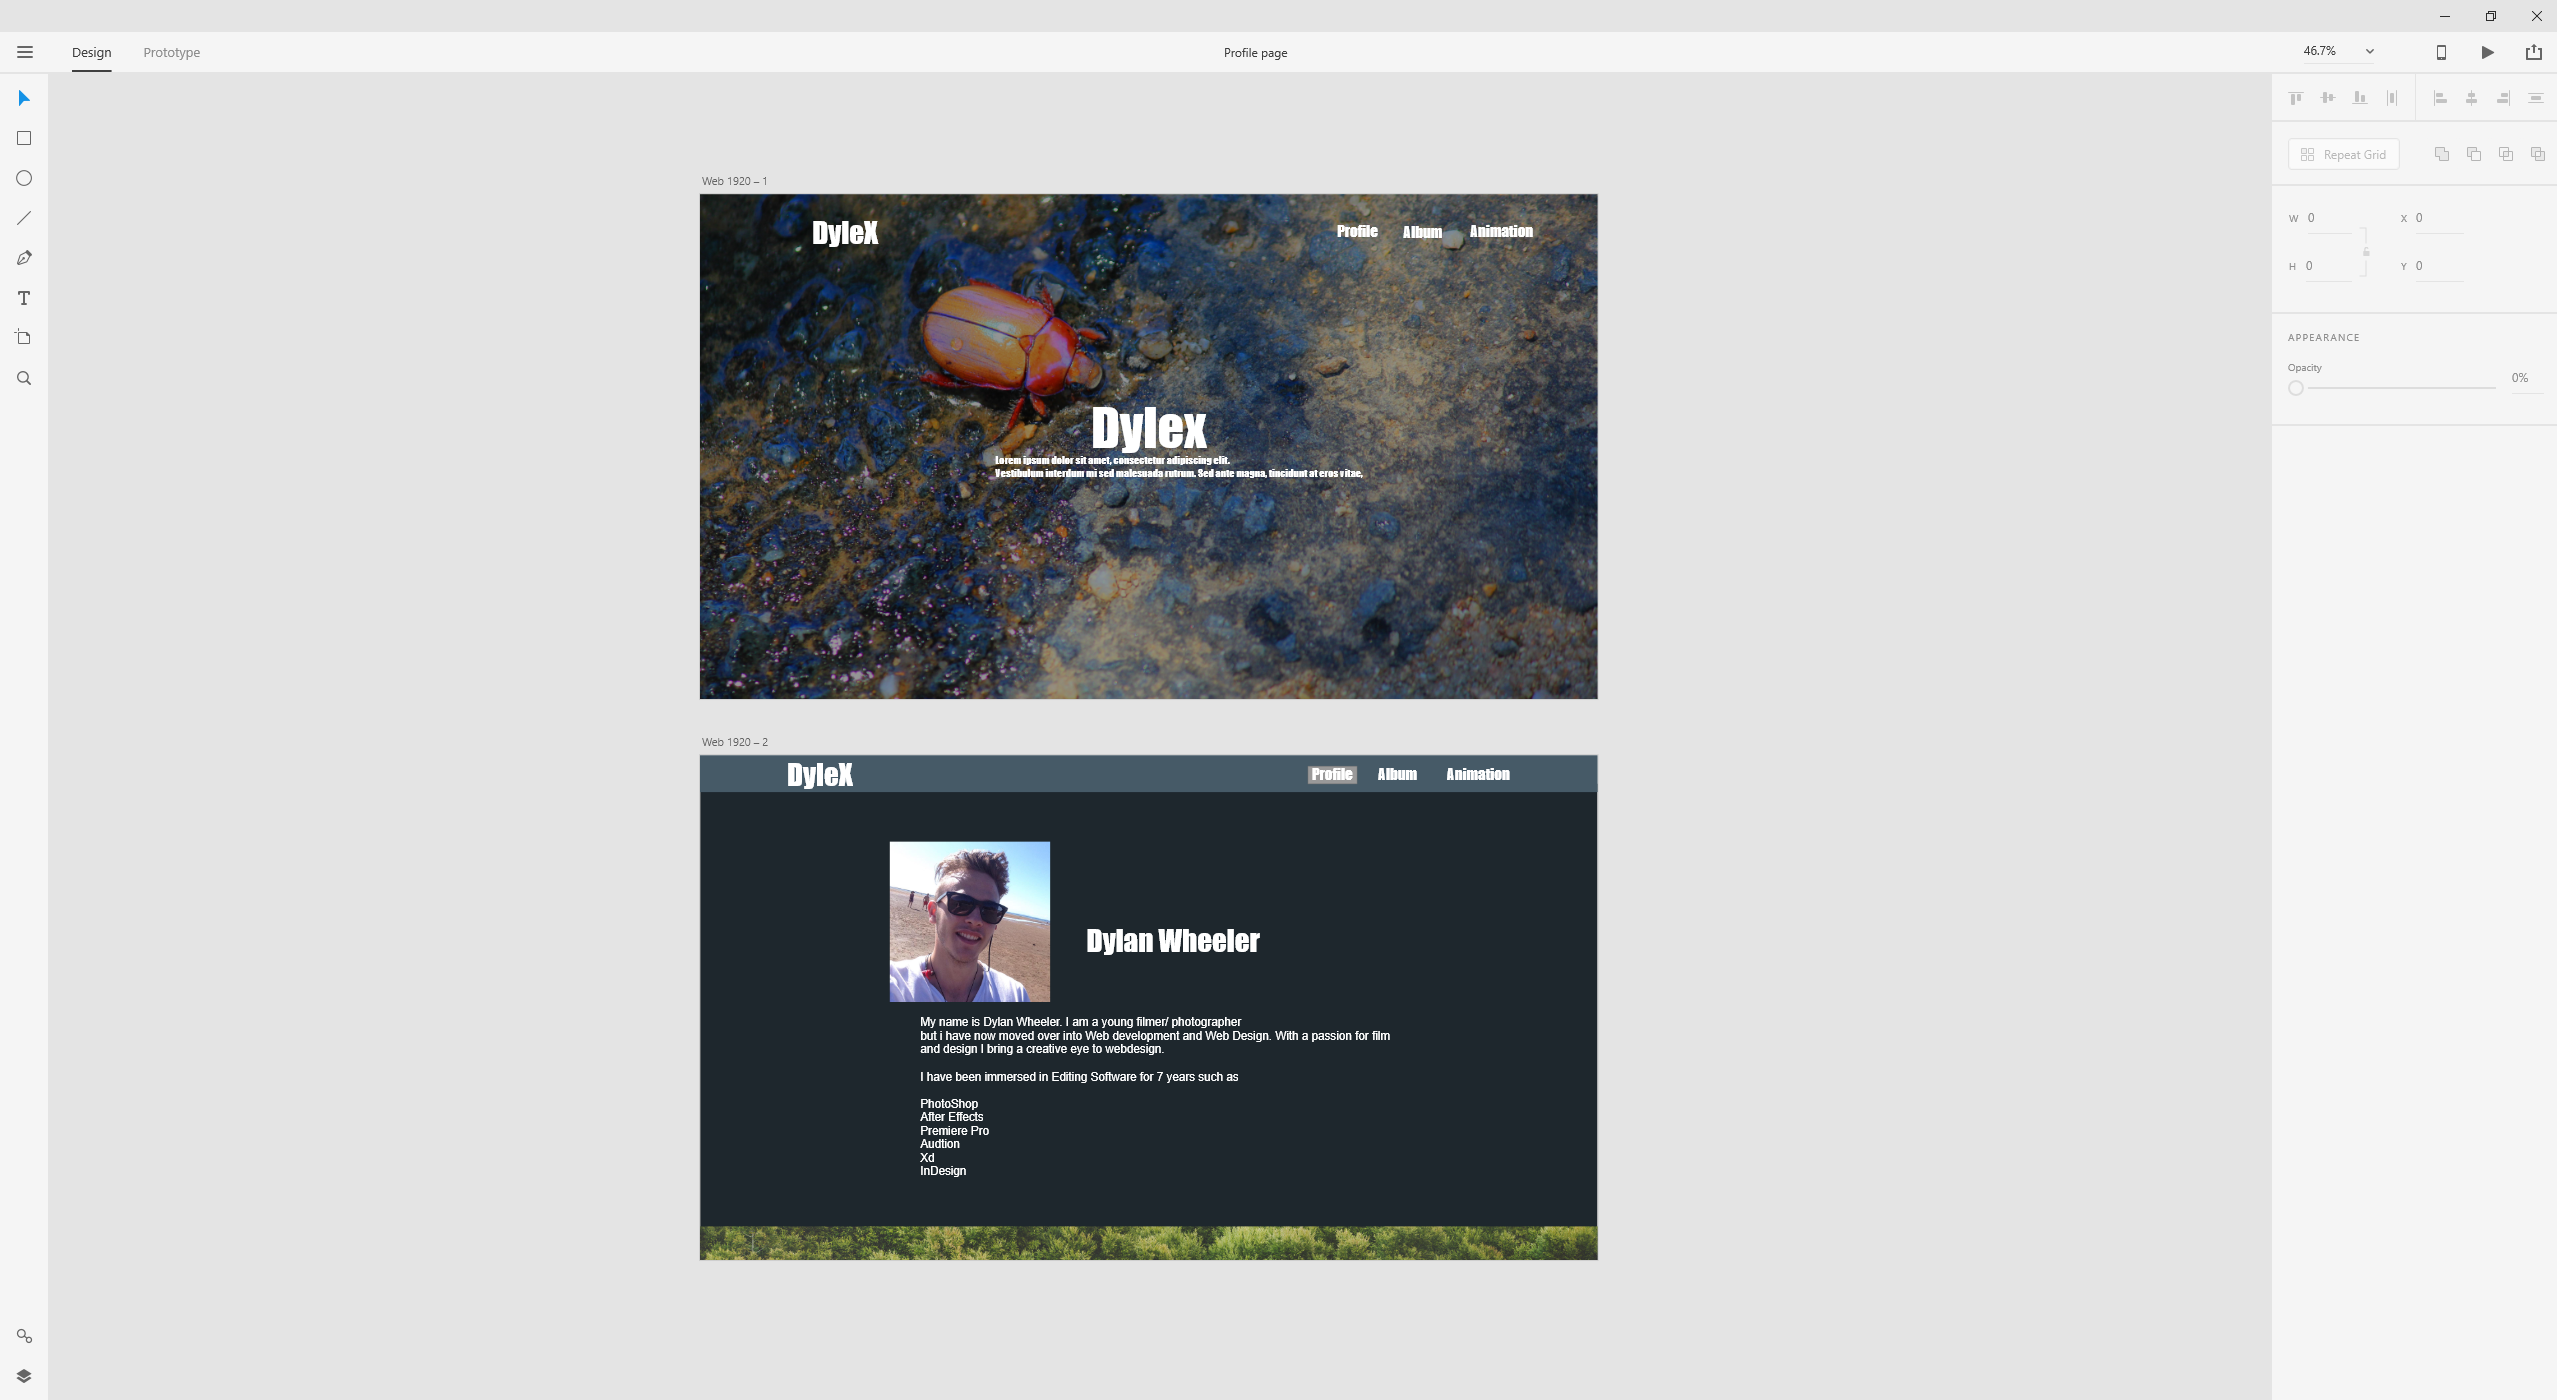 Design Prototype Profile page 46.7%
Repeat Grid
W 0 X 0
H 0 Y 0
APPEARANCE
Opacity
0%
Web 1920 – 1
DyleX Profile Album Animation
Dylex
Lorem ipsum dolor sit amet, consectetur adipiscing elit.
Vestibulum interdum mi sed malesuada rutrum. Sed ante magna, tincidunt at eros vitae,
Web 1920 – 2
DyleX Profile Album Animation
Dylan Wheeler
My name is Dylan Wheeler. I am a young filmer/ photographer
but i have now moved over into Web development and Web Design. With a passion for film
and design I bring a creative eye to webdesign.
I have been immersed in Editing Software for 7 years such as
PhotoShop
After Effects
Premiere Pro
Audtion
Xd
InDesign